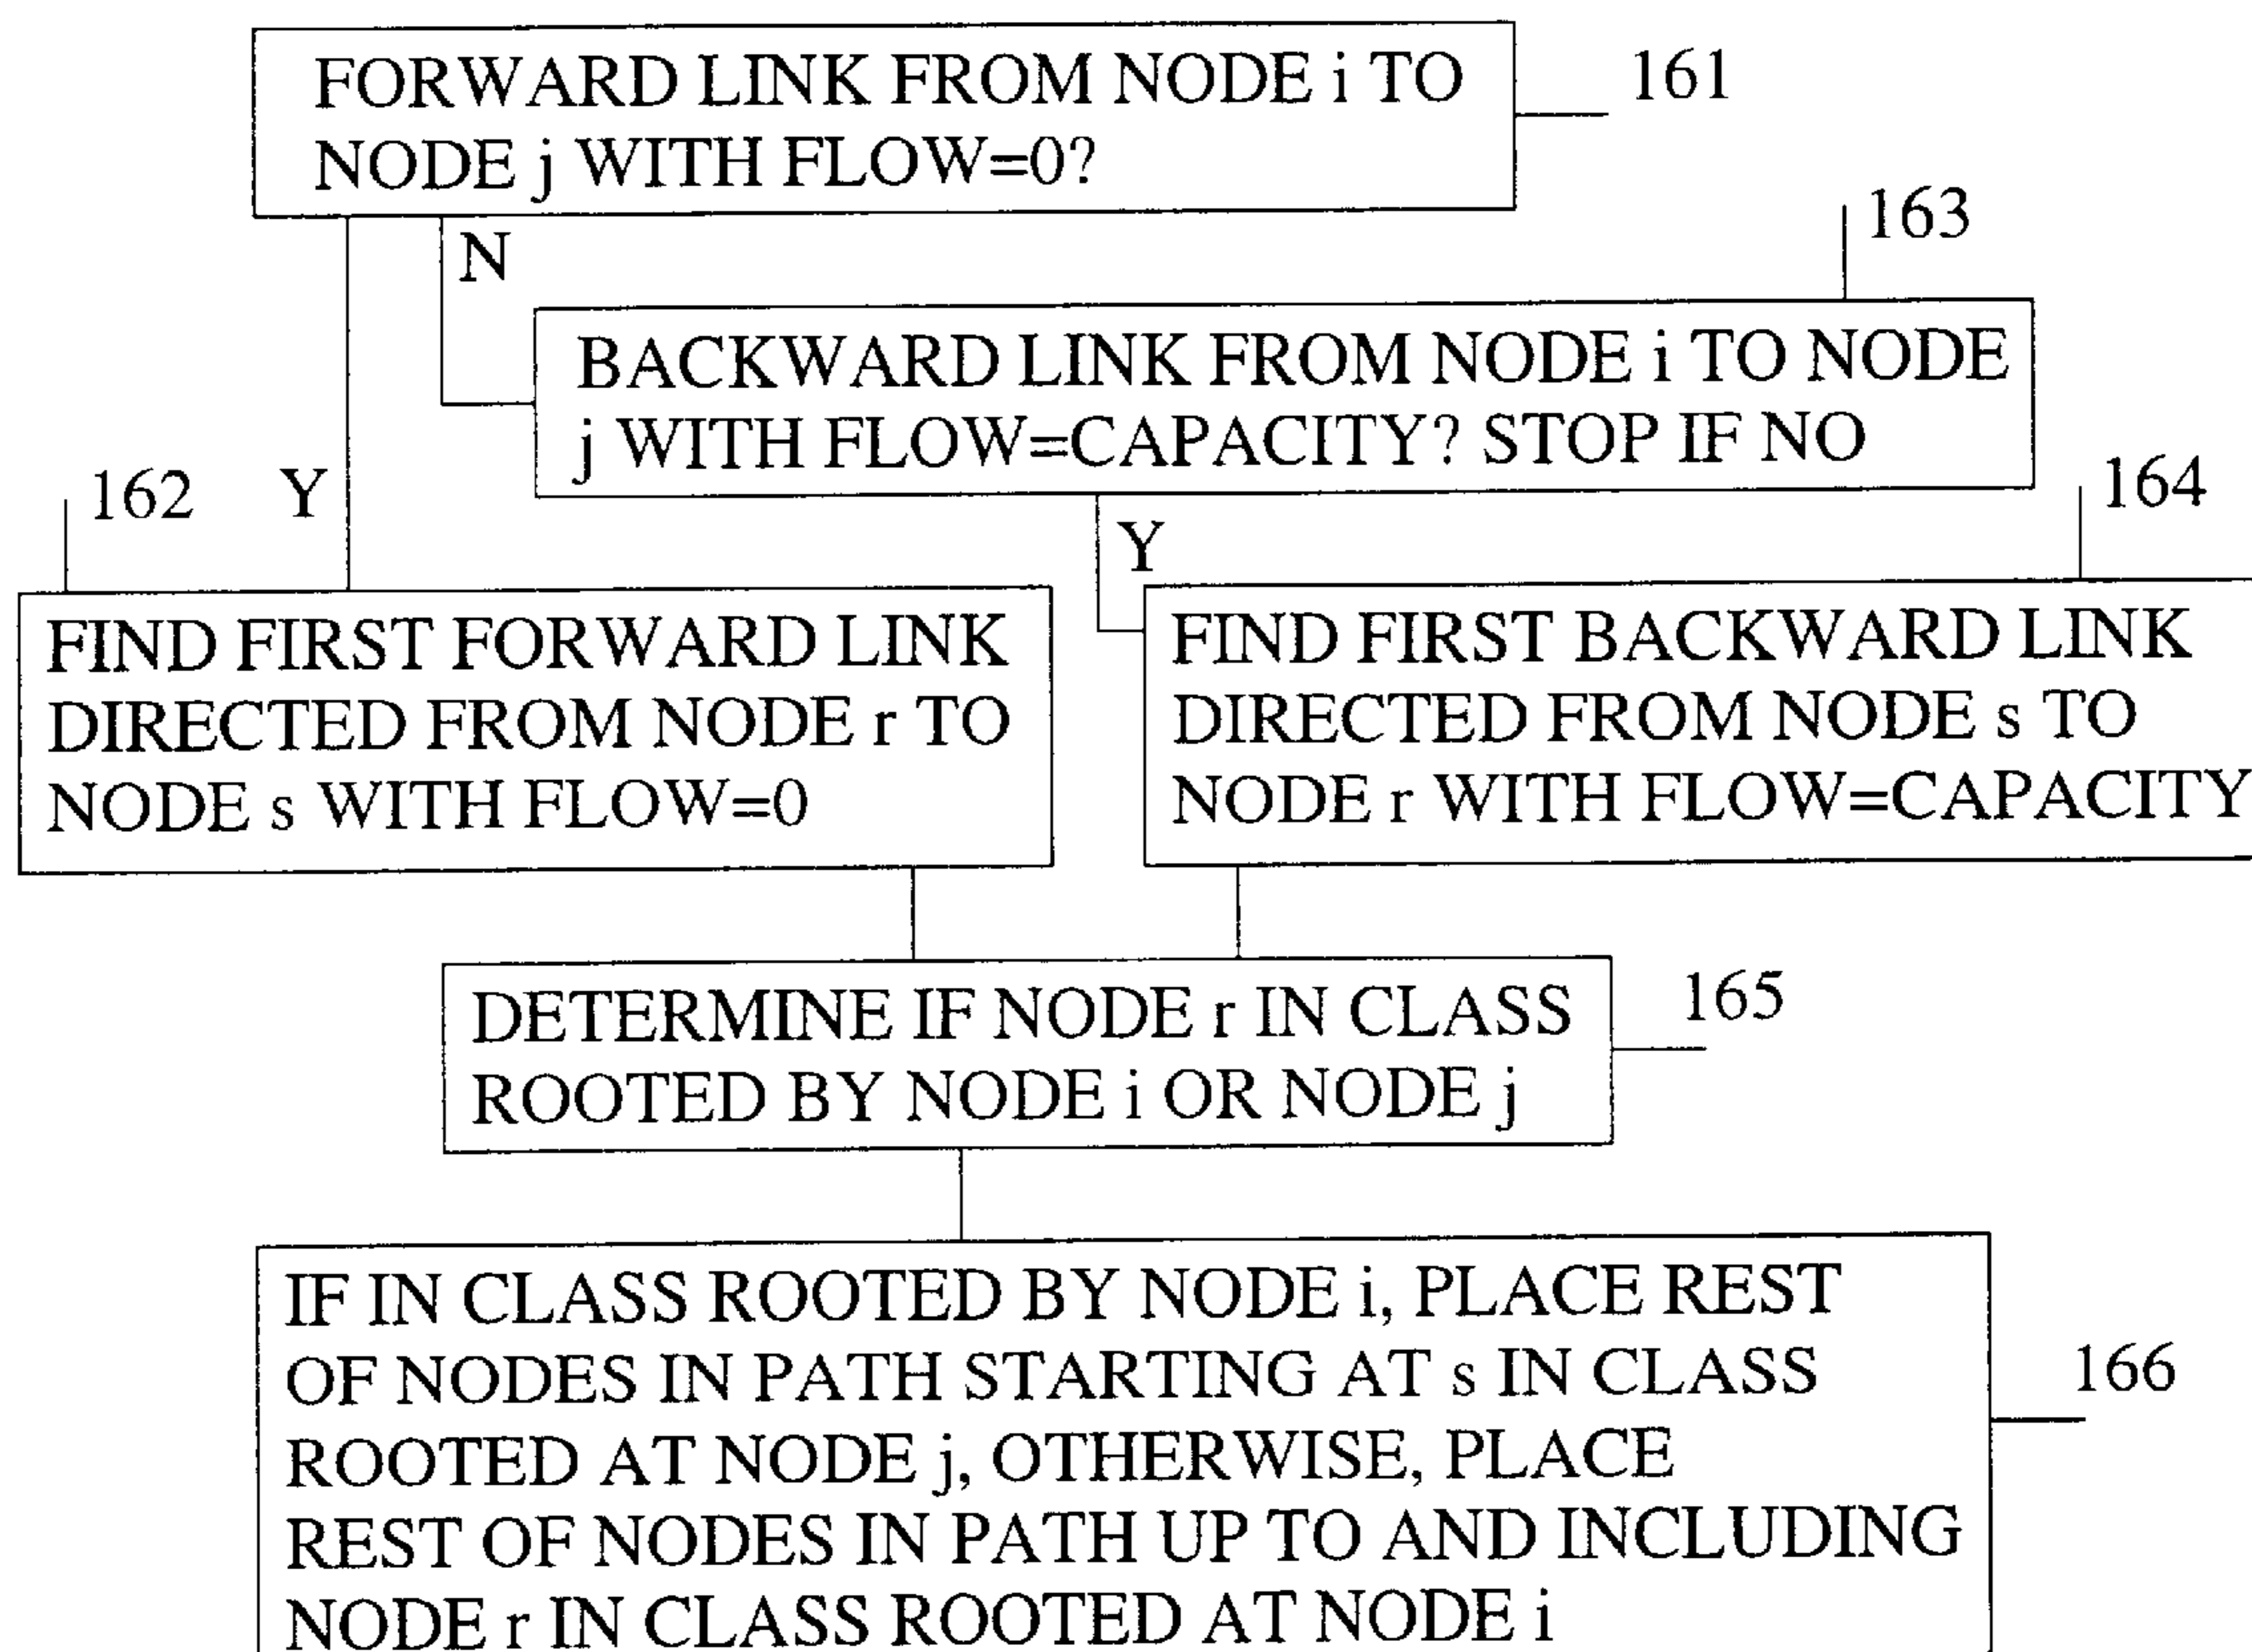 FORWARD LINK FROM NODE i TO
NODE j WITH FLOW=0?
161
N
163
BACKWARD LINK FROM NODE i TO NODE
j WITH FLOW=CAPACITY? STOP IF NO
162
Y
Y
164
FIND FIRST FORWARD LINK
DIRECTED FROM NODE r TO
NODE s WITH FLOW=0
FIND FIRST BACKWARD LINK
DIRECTED FROM NODE s TO
NODE r WITH FLOW=CAPACITY
DETERMINE IF NODE r IN CLASS
ROOTED BY NODE i OR NODE j
165
IF IN CLASS ROOTED BY NODE i, PLACE REST
OF NODES IN PATH STARTING AT s IN CLASS
ROOTED AT NODE j, OTHERWISE, PLACE
REST OF NODES IN PATH UP TO AND INCLUDING
NODE r IN CLASS ROOTED AT NODE i
166